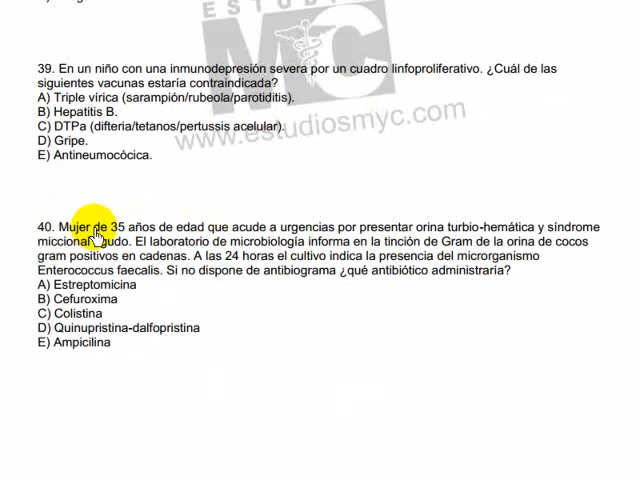 ESTUDI
MC
39. En un niño con una inmunodepresión severa por un cuadro linfoproliferativo. ¿Cuál de las
siguientes vacunas estaría contraindicada?
A) Triple vírica (sarampión/rubeola/parotiditis).
B) Hepatitis B.
C) DTPa (difteria/tetanos/pertussis acelular).
D) Gripe.
E) Antineumocócica.
www.estudiosmyc.com
40. Mujer de 35 años de edad que acude a urgencias por presentar orina turbio-hemática y síndrome
miccional agudo. El laboratorio de microbiología informa en la tinción de Gram de la orina de cocos
gram positivos en cadenas. A las 24 horas el cultivo indica la presencia del microrganismo
Enterococcus faecalis. Si no dispone de antibiograma ¿qué antibiótico administraría?
A) Estreptomicina
B) Cefuroxima
C) Colistina
D) Quinupristina-dalfopristina
E) Ampicilina